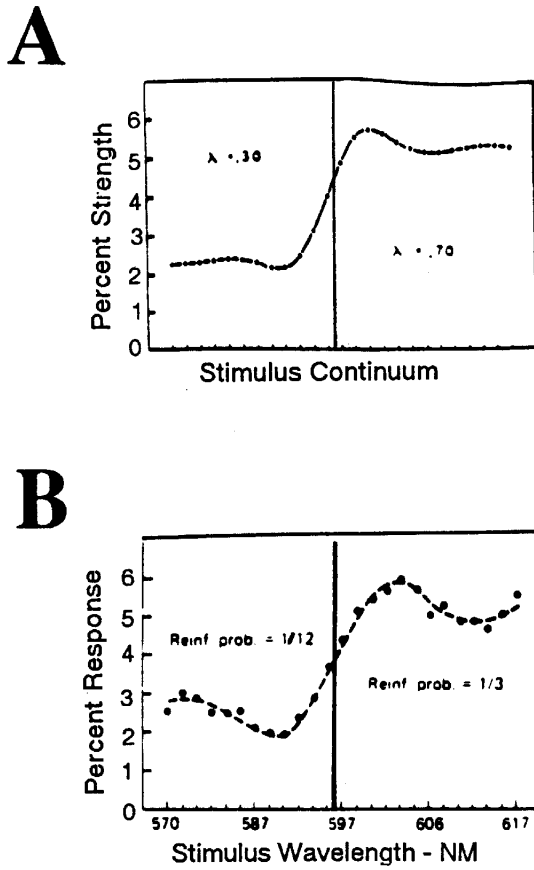 A
Percent Strength
6
5
4
3
2
1
0
λ = .30
λ = .70
Stimulus Continuum
B
Percent Response
6
5
4
3
2
1
0
Reinf prob. = 1/12
Reinf prob. = 1/3
570 587 597 606 617
Stimulus Wavelength - NM